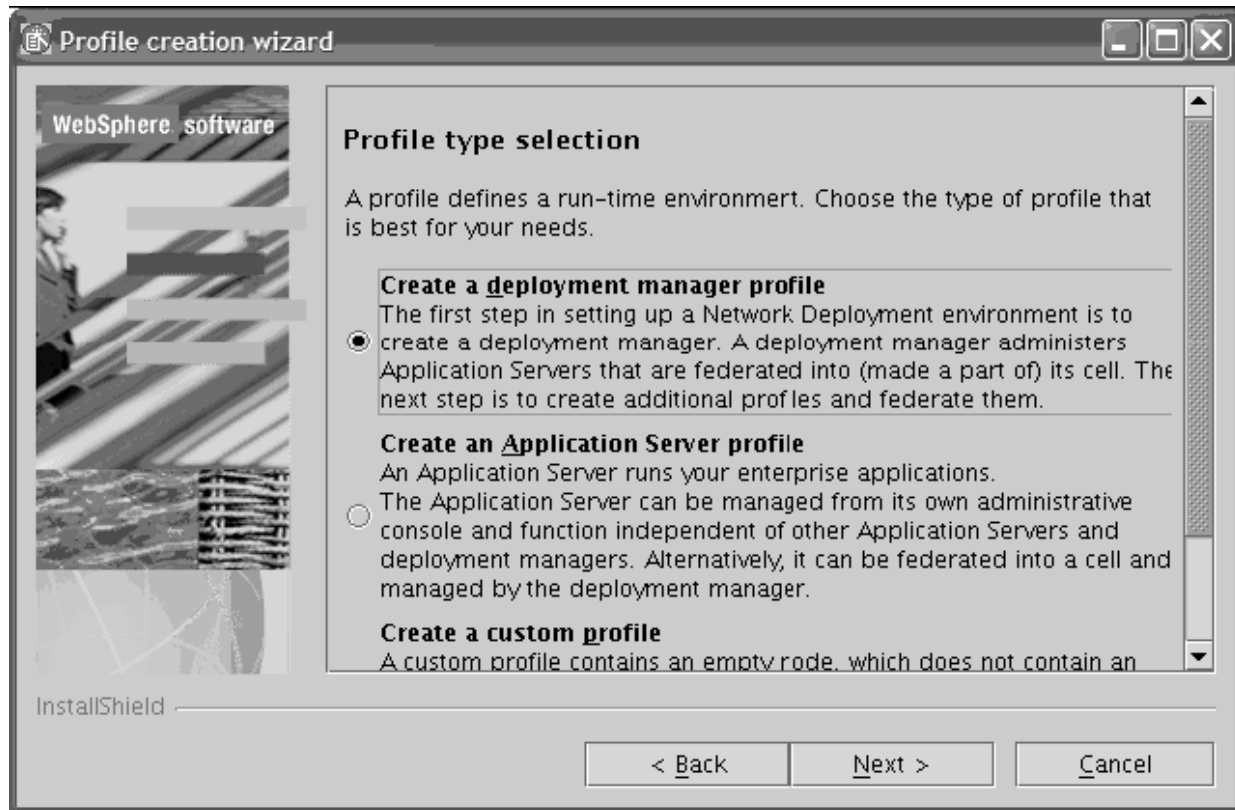 Profile creation wizard
WebSphere software
Profile type selection
A profile defines a run-time environmert. Choose the type of profile that
is best for your needs.
Create a deployment manager profile
The first step in setting up a Network Deployment environment is to
create a deployment manager. A deployment manager administers
Application Servers that are federated into (made a part of) its cell. The
next step is to create additional profles and federate them.
Create an Application Server profile
An Application Server runs your enterprise applications.
The Application Server can be managed from its own administrative
console and function independent of other Application Servers and
deployment managers. Alternatively, it can be federated into a cell and
managed by the deployment manager.
Create a custom profile
A custom profile contains an empty rode, which does not contain an
InstallShield
< Back
Next >
Cancel